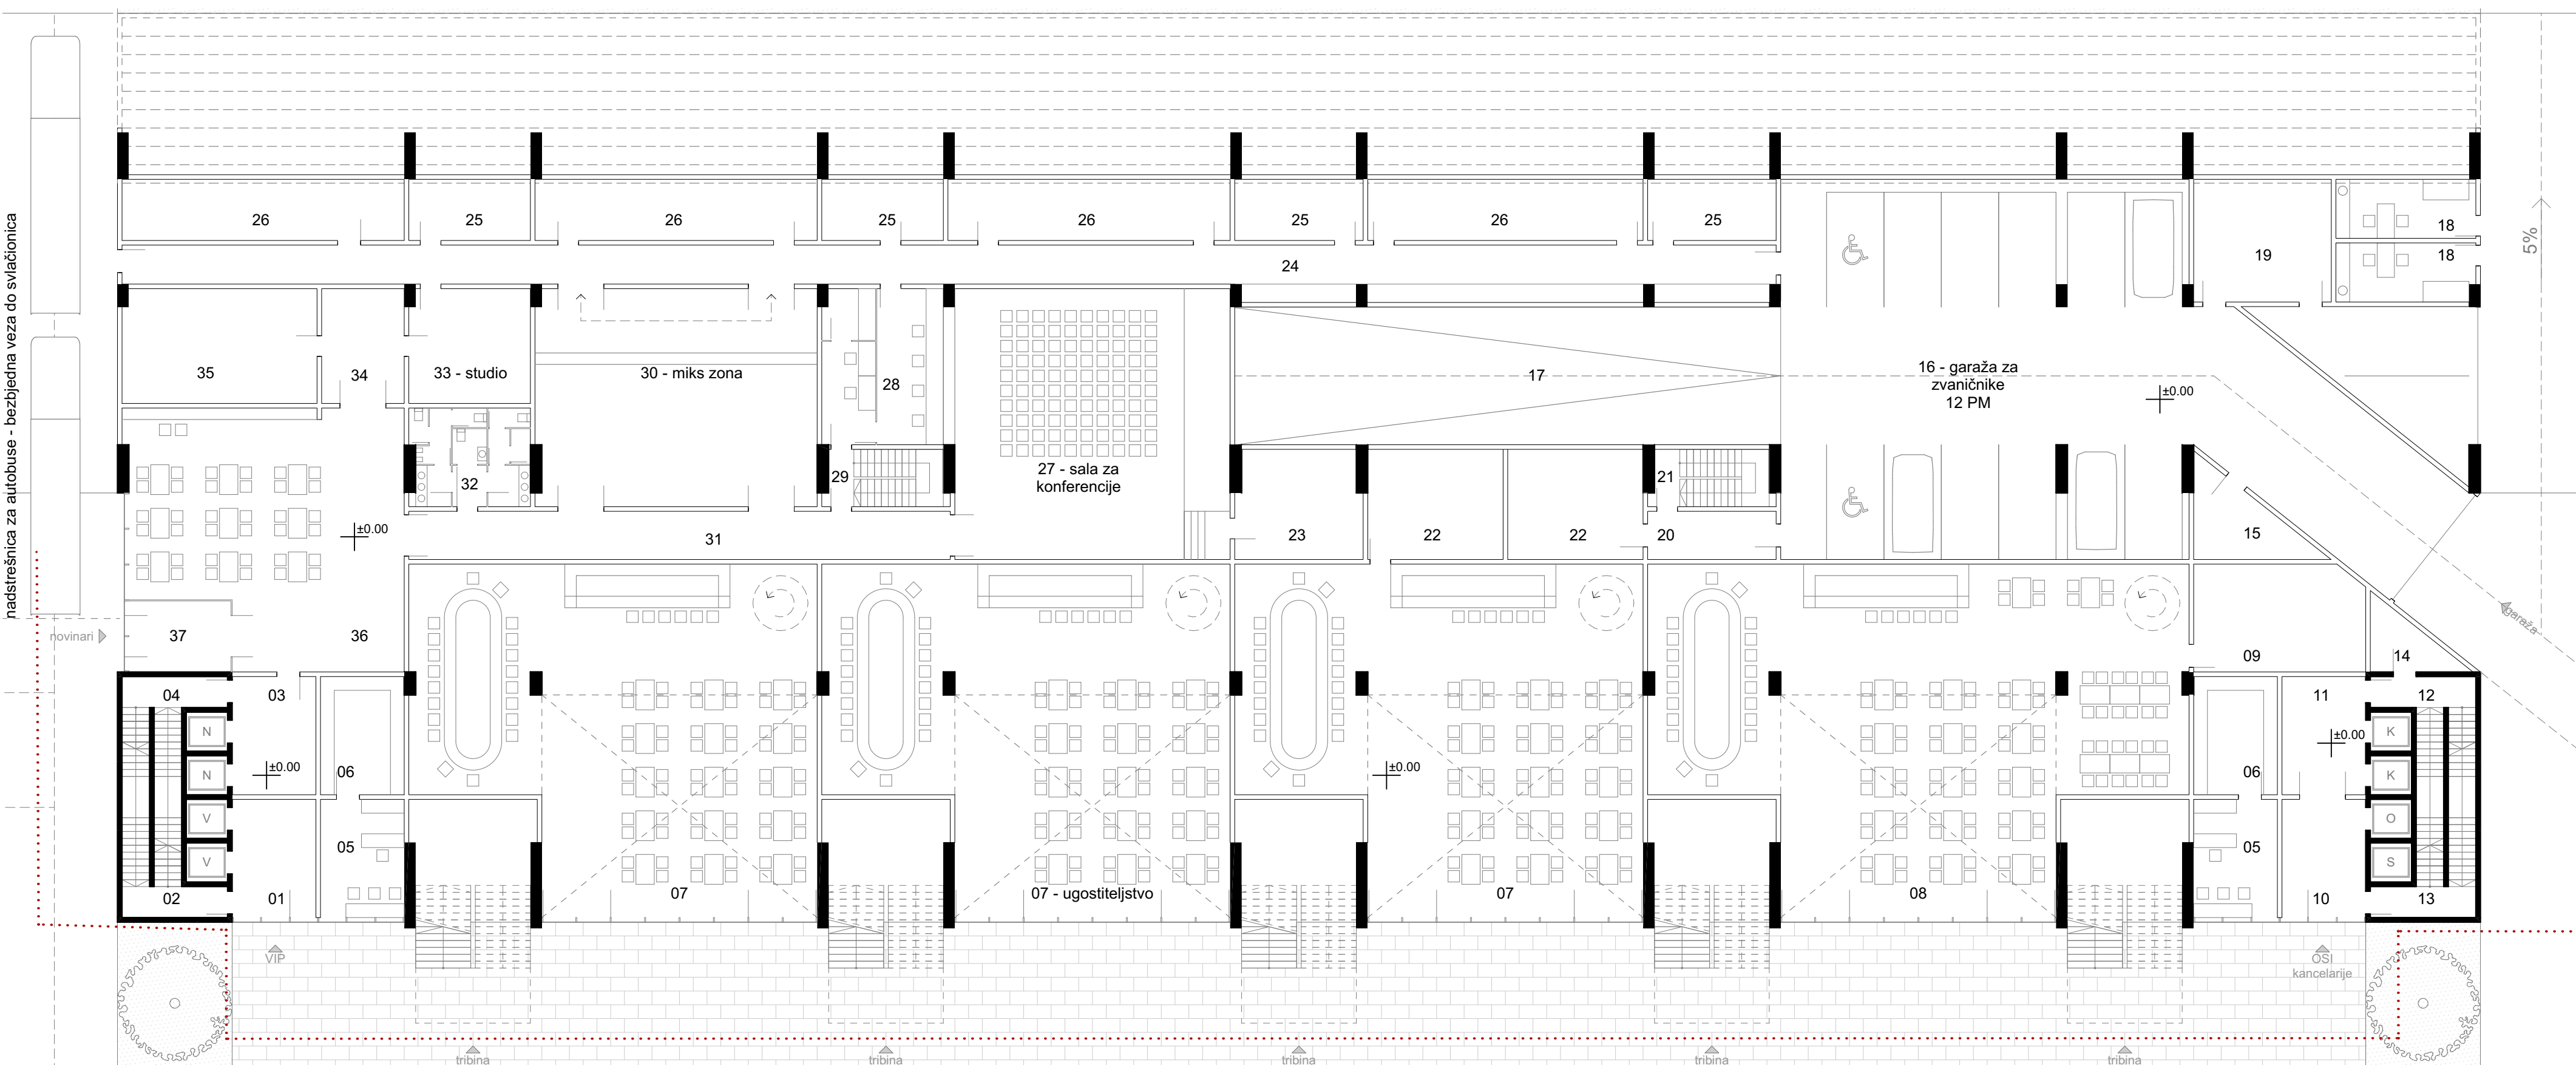 nadstrešnica za autobuse - bezbjedna veza do svlačionica
26
25
26
25
26
25
26
25
18
5%
18
19
24
35
34
33 - studio
30 - miks zona
28
17
16 - garaža za
zvaničnike
12 PM
±0.00
27 - sala za
konferencije
29
21
32
±0.00
31
23
22
22
20
15
novinari
37
36
garaža
09
14
04
03
11
12
N
K
±0.00
N
06
±0.00
±0.00
06
K
V
O
05
05
V
S
02
01
07
07 - ugostiteljstvo
07
08
10
13
VIP
OSI
kancelarije
tribina
tribina
tribina
tribina
tribina